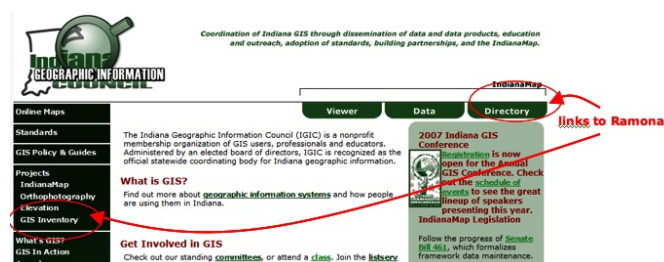 Indiana
GEOGRAPHIC INFORMATION
COUNCIL
Coordination of Indiana GIS through dissemination of data and data products, education
and outreach, adoption of standards, building partnerships, and the IndianaMap.
IndianaMap
Viewer
Data
Directory
links to Ramona
Online Maps
Standards
GIS Policy & Guides
Projects
IndianaMap
Orthophotography
Elevation
GIS Inventory
What's GIS?
GIS In Action
The Indiana Geographic Information Council (IGIC) is a nonprofit
membership organization of GIS users, professionals and educators.
Administered by an elected board of directors, IGIC is recognized as the
official statewide coordinating body for Indiana geographic information.
What is GIS?
Find out more about geographic information systems and how people
are using them in Indiana.
Get Involved in GIS
Check out our standing committees, or attend a class. Join the listserv
2007 Indiana GIS
Conference
Registration is now
open for the Annual
GIS Conference. Check
out the schedule of
events to see the great
lineup of speakers
presenting this year.
IndianaMap Legislation
Follow the progress of Senate
Bill 461, which formalizes
framework data maintenance.